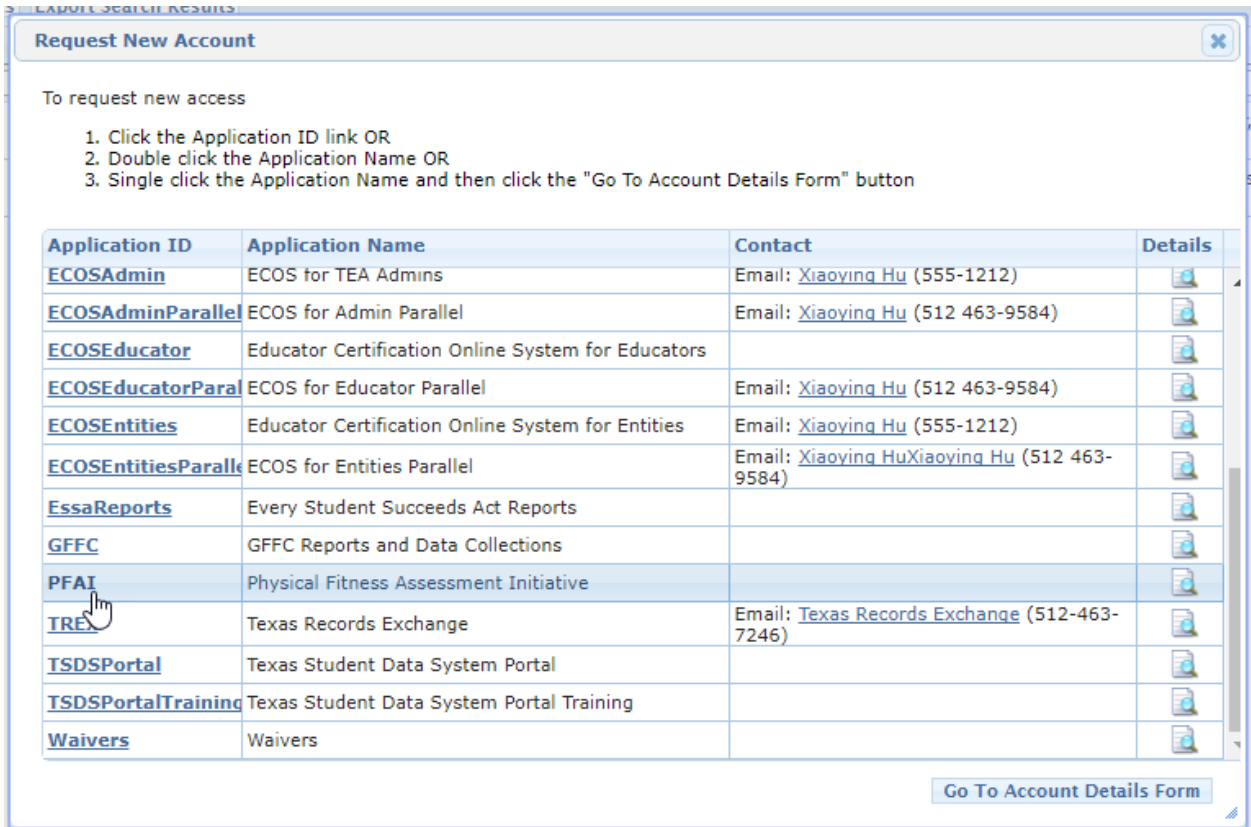 s Export Search Results
Request New Account
To request new access
1. Click the Application ID link OR
2. Double click the Application Name OR
3. Single click the Application Name and then click the "Go To Account Details Form" button
Application ID Application Name Contact Details
ECOSAdmin ECOS for TEA Admins Email: Xiaoying Hu (555-1212)
ECOSAdminParallel ECOS for Admin Parallel Email: Xiaoying Hu (512 463-9584)
ECOSEducator Educator Certification Online System for Educators
ECOSEducatorParal ECOS for Educator Parallel Email: Xiaoying Hu (512 463-9584)
ECOSEntities Educator Certification Online System for Entities Email: Xiaoying Hu (555-1212)
ECOSEntitiesParalle ECOS for Entities Parallel Email: Xiaoying HuXiaoying Hu (512 463-
9584)
EssaReports Every Student Succeeds Act Reports
GFFC GFFC Reports and Data Collections
PFAI Physical Fitness Assessment Initiative
TREX Texas Records Exchange Email: Texas Records Exchange (512-463-
7246)
TSDSPortal Texas Student Data System Portal
TSDSPortalTraining Texas Student Data System Portal Training
Waivers Waivers
Go To Account Details Form